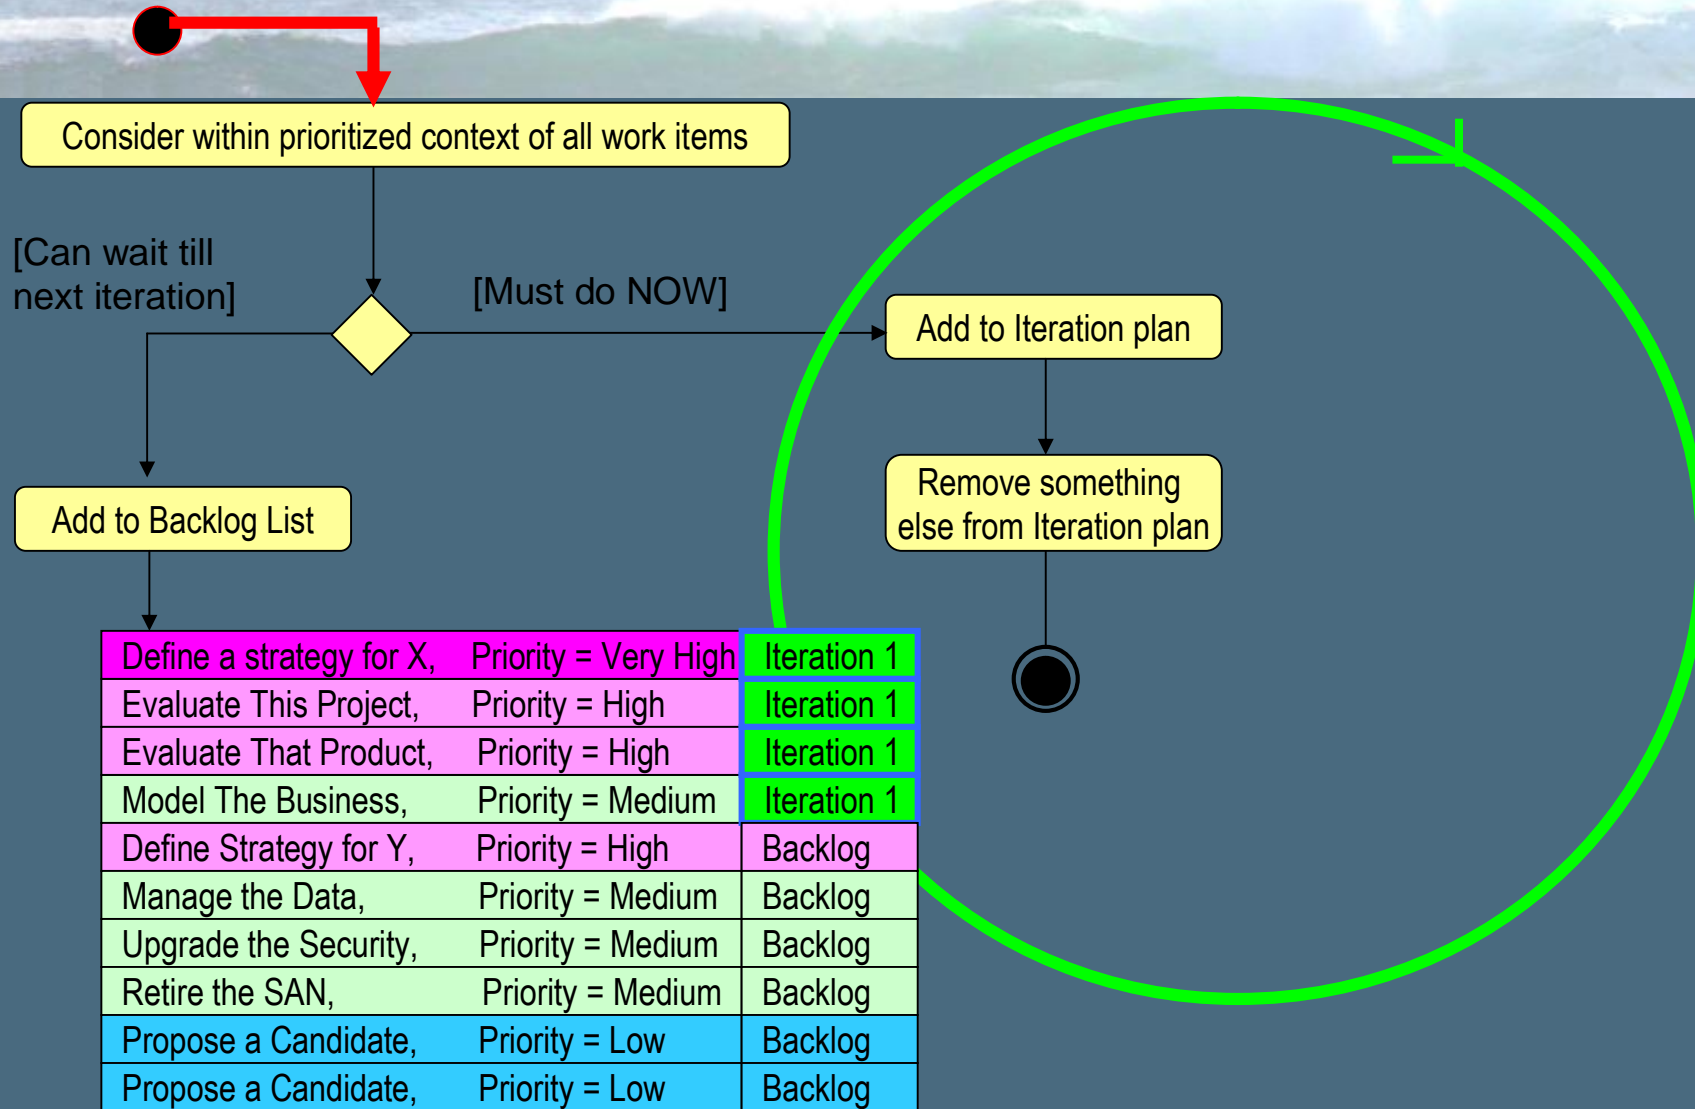 Consider within prioritized context of all work items
[Can wait till
next iteration]
[Must do NOW]
Add to Iteration plan
Remove something
else from Iteration plan
Add to Backlog List
Define a strategy for X, Priority = Very High Iteration 1
Evaluate This Project, Priority = High Iteration 1
Evaluate That Product, Priority = High Iteration 1
Model The Business, Priority = Medium Iteration 1
Define Strategy for Y, Priority = High Backlog
Manage the Data, Priority = Medium Backlog
Upgrade the Security, Priority = Medium Backlog
Retire the SAN, Priority = Medium Backlog
Propose a Candidate, Priority = Low Backlog
Propose a Candidate, Priority = Low Backlog